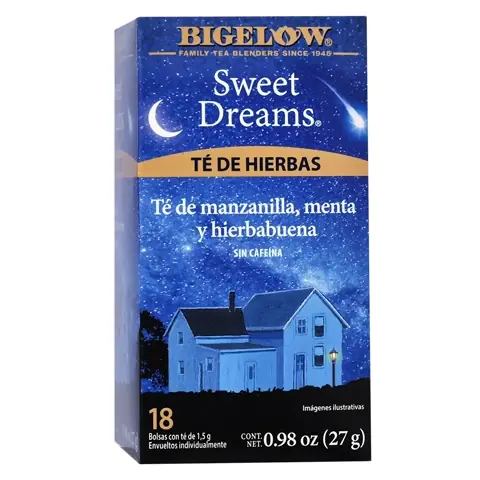 BIGELOW®
FAMILY TEA BLENDERS SINCE 1945
Sweet
Dreams®
TÉ DE HIERBAS
Té de manzanilla, menta
y hierbabuena
SIN CAFEÍNA
Imágenes ilustrativas
18
Bolsas con té de 1,5 g
Envueltos individualmente
CONT. NET. 0.98 oz (27 g)